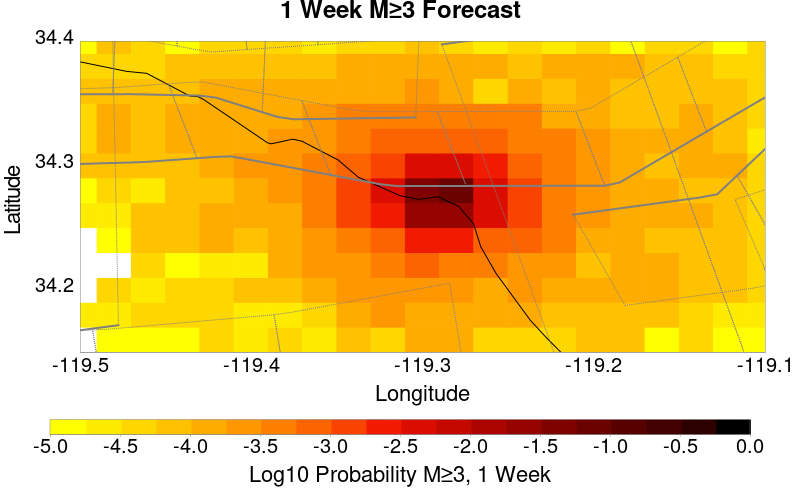 1 Week M≥3 Forecast
34.4
34.3
34.2
Latitude
-119.5 -119.4 -119.3 -119.2 -119.1
Longitude
-5.0 -4.5 -4.0 -3.5 -3.0 -2.5 -2.0 -1.5 -1.0 -0.5 0.0
Log10 Probability M≥3, 1 Week